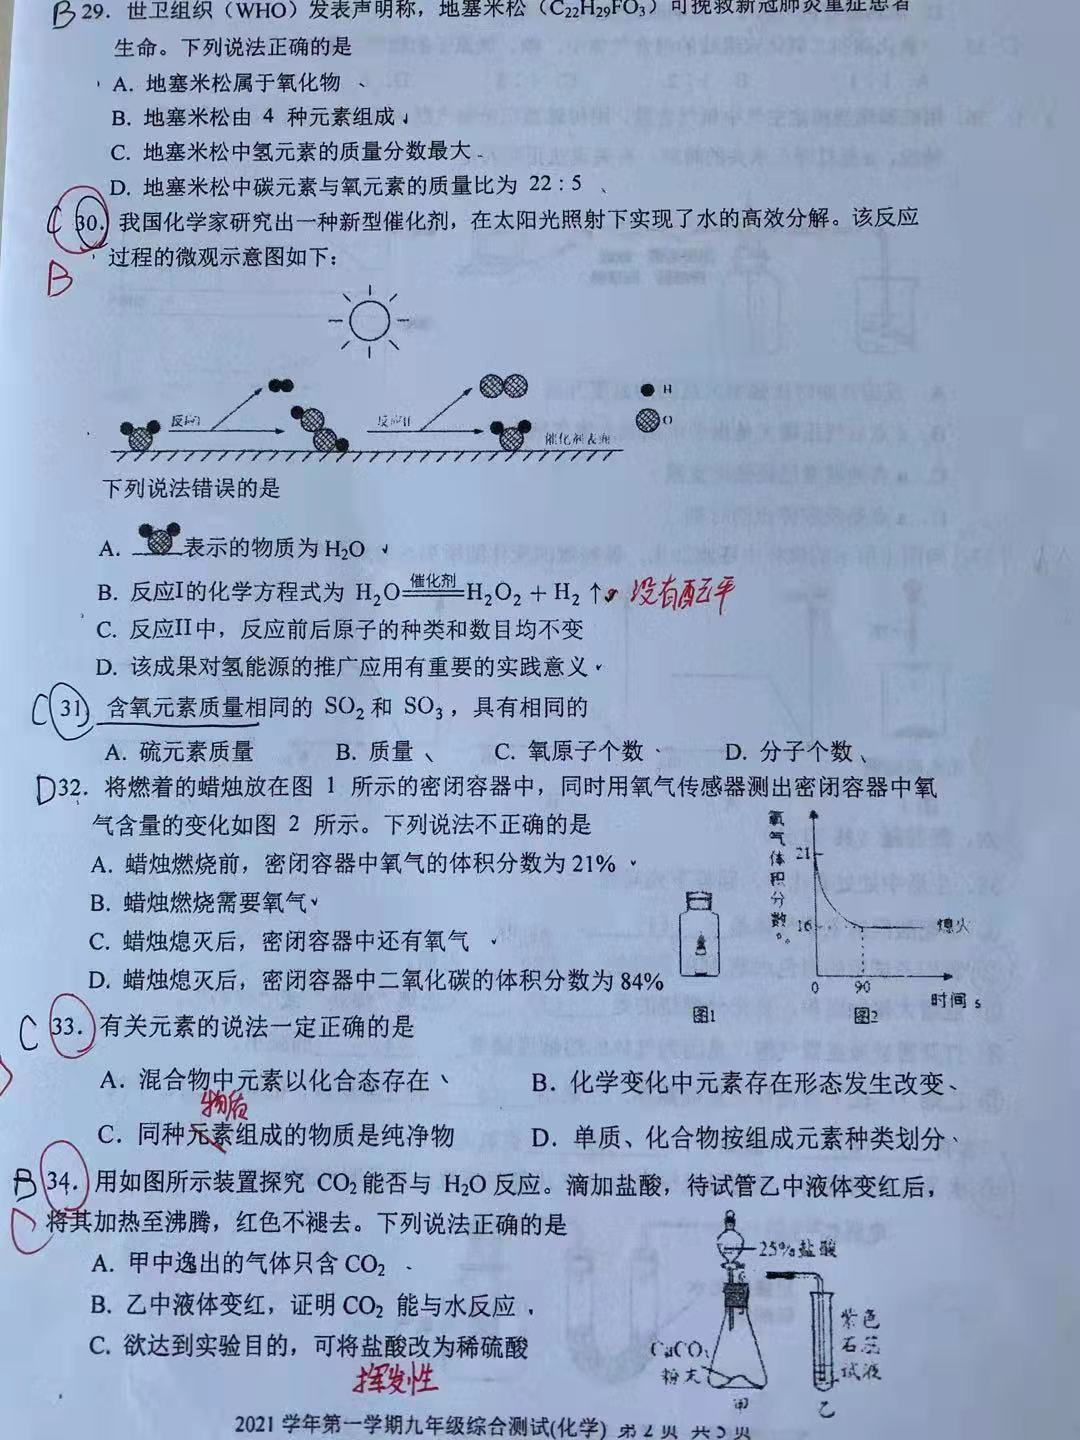 B 29. 世卫组织（WHO）发表声明称，地塞米松（C₂₂H₂₉FO₃）可挽救新冠肺炎重症患者
生命。下列说法正确的是
A. 地塞米松属于氧化物
B. 地塞米松由 4 种元素组成
C. 地塞米松中氢元素的质量分数最大
D. 地塞米松中碳元素与氧元素的质量比为 22：5
C 30. 我国化学家研究出一种新型催化剂，在太阳光照射下实现了水的高效分解。该反应
B 过程的微观示意图如下：
反应I 反应II 催化剂表面 H O
下列说法错误的是
A. 表示的物质为H₂O
B. 反应I的化学方程式为 H₂O 催化剂 H₂O₂ + H₂ ↑ 没有配平
C. 反应II中，反应前后原子的种类和数目均不变
D. 该成果对氢能源的推广应用有重要的实践意义
C 31. 含氧元素质量相同的 SO₂ 和 SO₃，具有相同的
A. 硫元素质量 B. 质量 C. 氧原子个数 D. 分子个数
D 32. 将燃着的蜡烛放在图 1 所示的密闭容器中，同时用氧气传感器测出密闭容器中氧
气含量的变化如图 2 所示。下列说法不正确的是
A. 蜡烛燃烧前，密闭容器中氧气的体积分数为21%
B. 蜡烛燃烧需要氧气
C. 蜡烛熄灭后，密闭容器中还有氧气
D. 蜡烛熄灭后，密闭容器中二氧化碳的体积分数为84%
图1
氧气体积分数%
21
16 熄火
0 90
时间 s
图2
C 33. 有关元素的说法一定正确的是
A. 混合物中元素以化合态存在 B. 化学变化中元素存在形态发生改变
物质
C. 同种元素组成的物质是纯净物 D. 单质、化合物按组成元素种类划分
B 34. 用如图所示装置探究 CO₂能否与 H₂O 反应。滴加盐酸，待试管乙中液体变红后，
C 将其加热至沸腾，红色不褪去。下列说法正确的是
A. 甲中逸出的气体只含CO₂
B. 乙中液体变红，证明CO₂ 能与水反应
C. 欲达到实验目的，可将盐酸改为稀硫酸
挥发性
25%盐酸
CaCO₃
粉末
紫色
石蕊
试液
甲 乙
2021 学年第一学期九年级综合测试(化学) 第 2 页 共 5 页